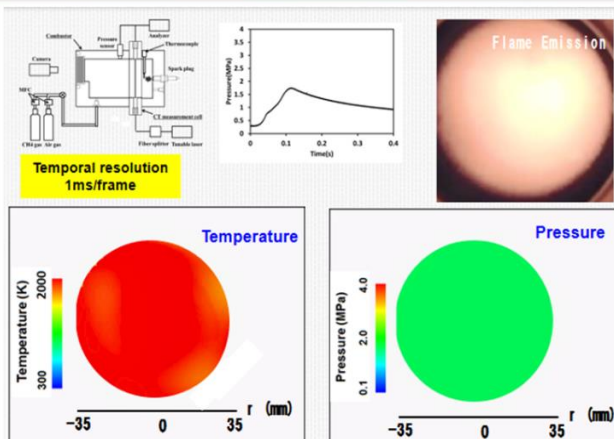 Analyzer
Combustor
Pressure
sensor
Thermocouple
Camera
Spark plug
MFC
CT measurement cell
CH4 gas Air gas
Fiber splitter
Tunable laser
Temporal resolution
1ms/frame
Pressure(MPa)
4
3.5
3
2.5
2
1.5
1
0.5
0
0
0.1
0.2
0.3
0.4
Time(s)
Flame Emission
Temperature
Temperature (K)
2000
300
r (mm)
-35
0
35
Pressure
Pressure (MPa)
4.0
2.0
0.1
r (mm)
-35
0
35